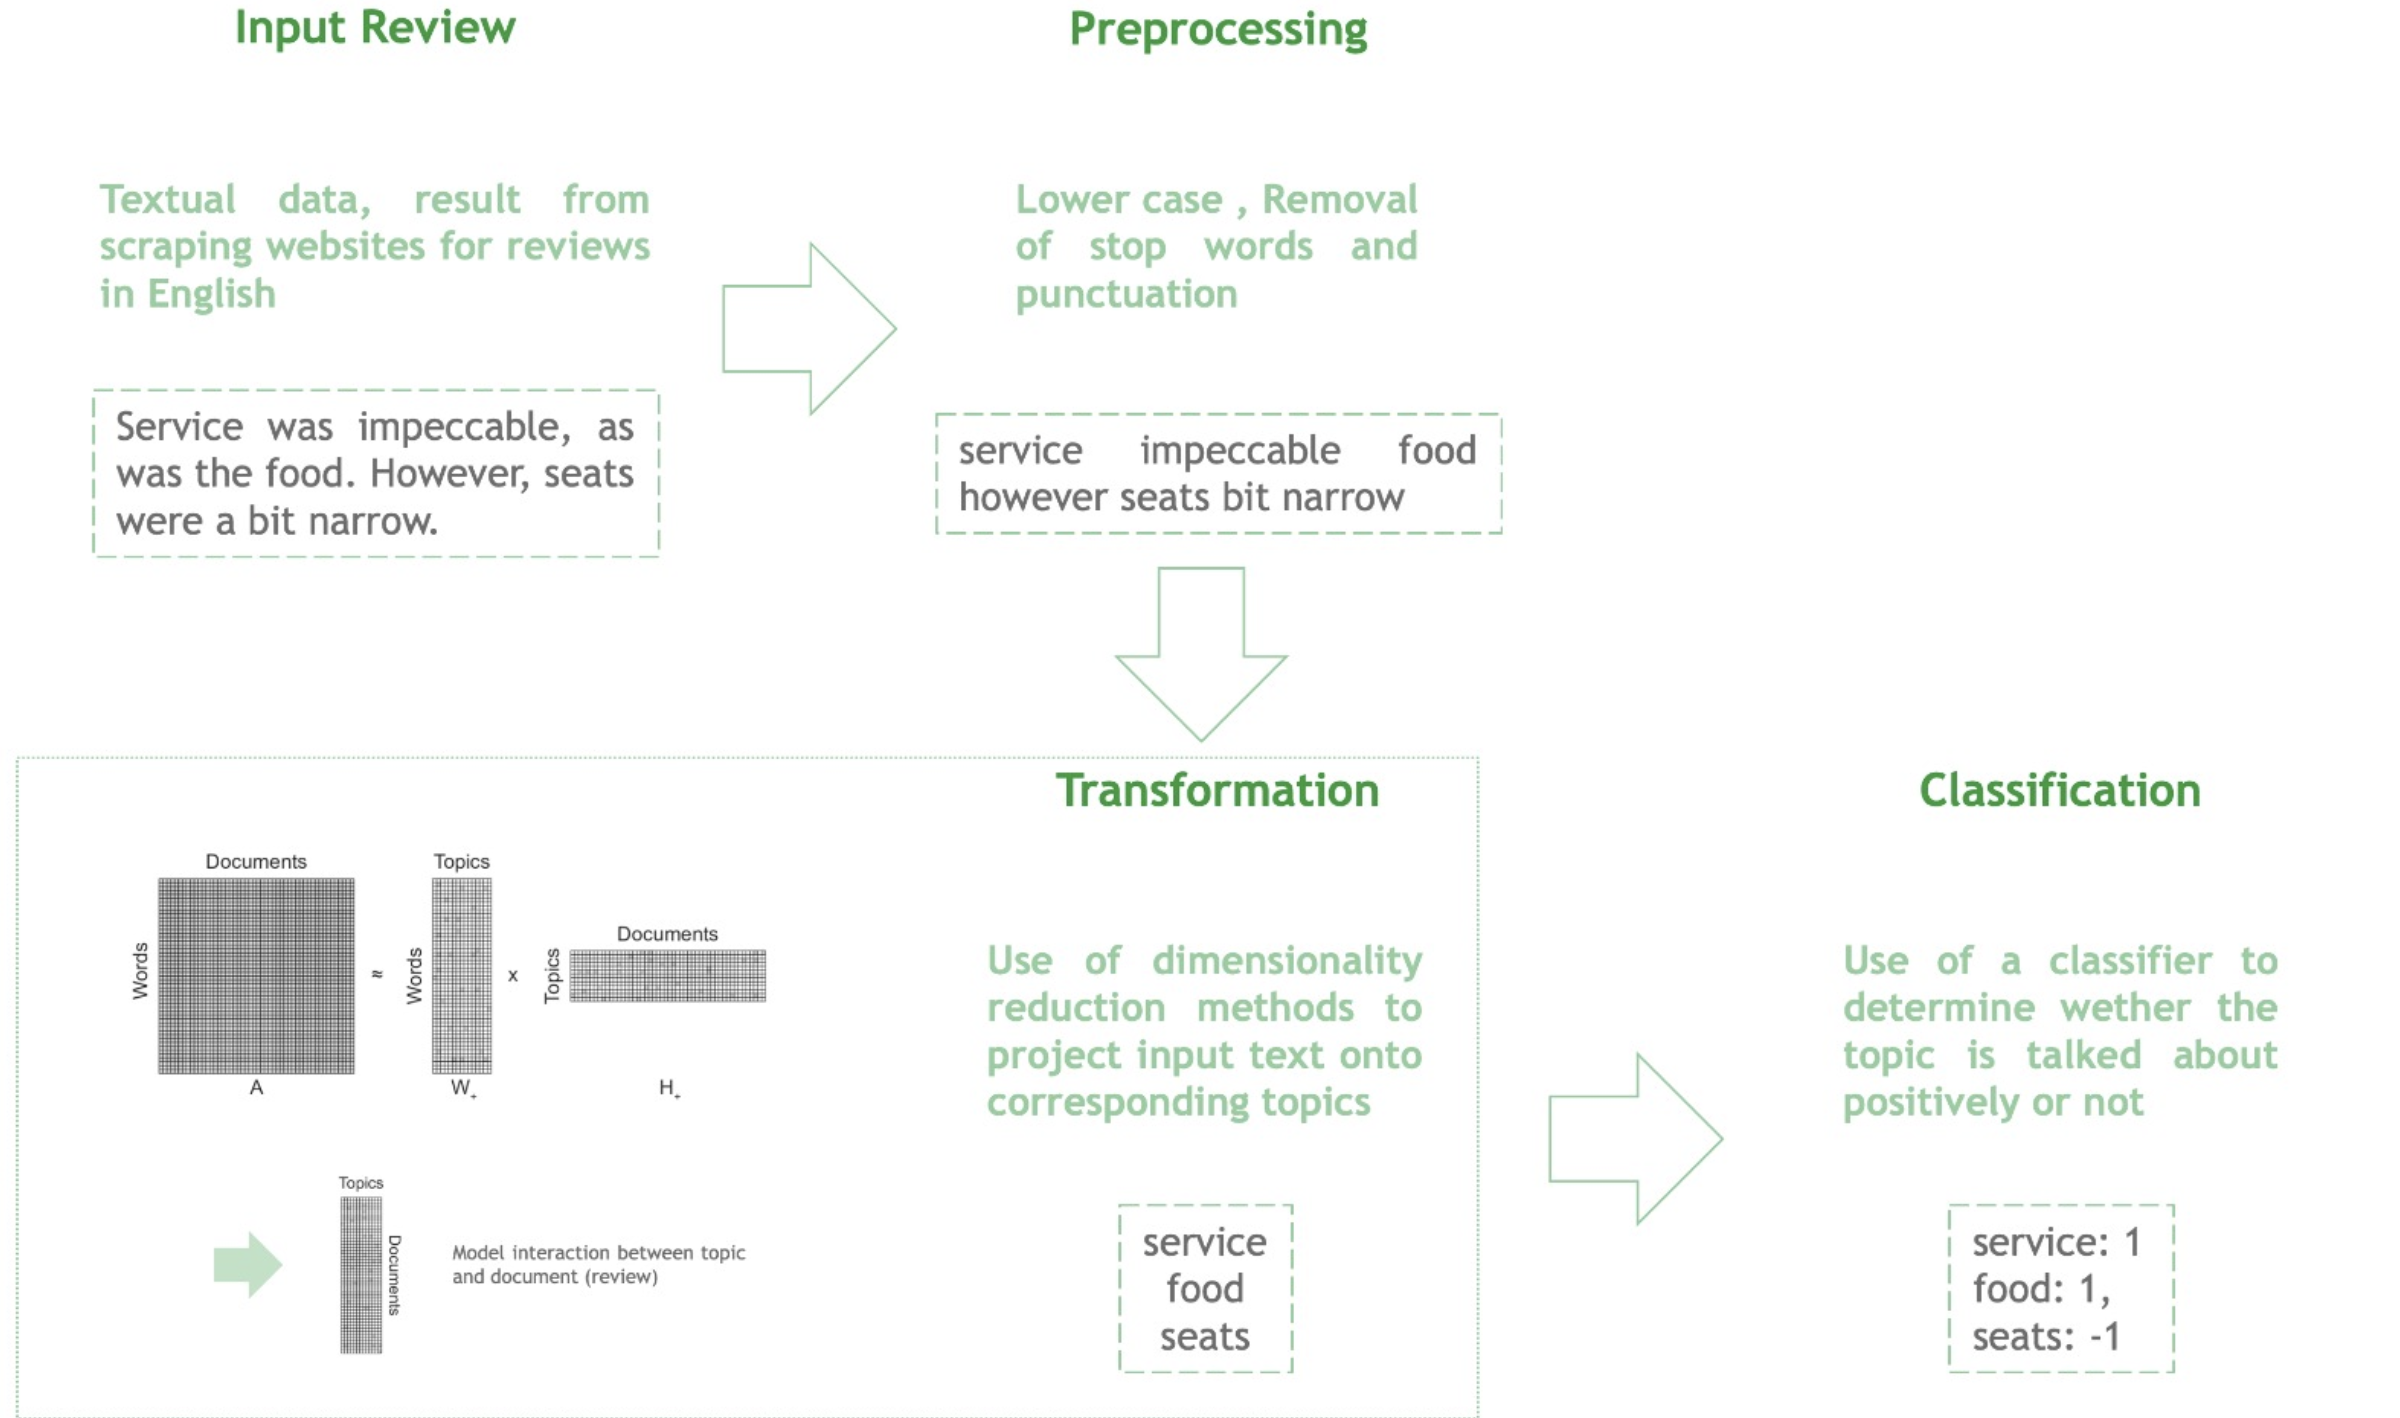 Input Review
Textual data, result from
scraping websites for reviews
in English
Service was impeccable, as
was the food. However, seats
were a bit narrow.
Preprocessing
Lower case , Removal
of stop words and
punctuation
service impeccable food
however seats bit narrow
Transformation
Documents
Words
A
≈
Topics
Words
W+
x
Documents
Topics
H+
Topics
Documents
Model interaction between topic
and document (review)
Use of dimensionality
reduction methods to
project input text onto
corresponding topics
service
food
seats
Classification
Use of a classifier to
determine wether the
topic is talked about
positively or not
service: 1
food: 1,
seats: -1